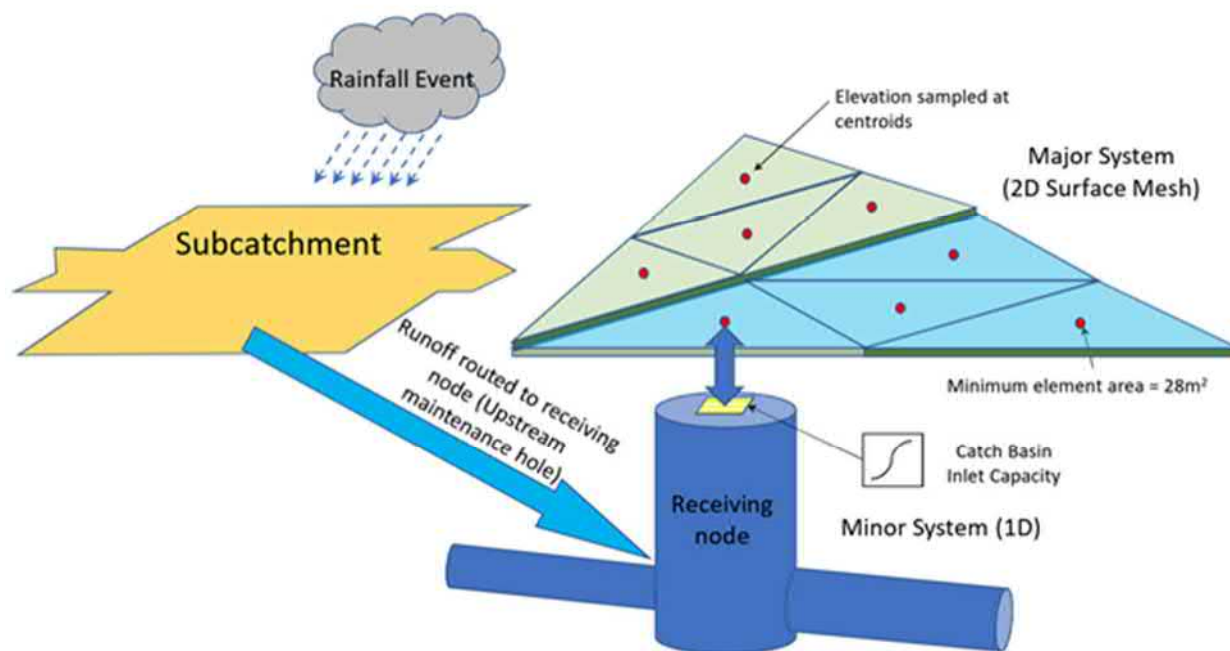 Rainfall Event
Elevation sampled at
centroids
Major System
(2D Surface Mesh)
Subcatchment
Runoff routed to receiving
node (Upstream
maintenance hole)
Minimum element area = 28m²
Catch Basin
Inlet Capacity
Receiving
node
Minor System (1D)